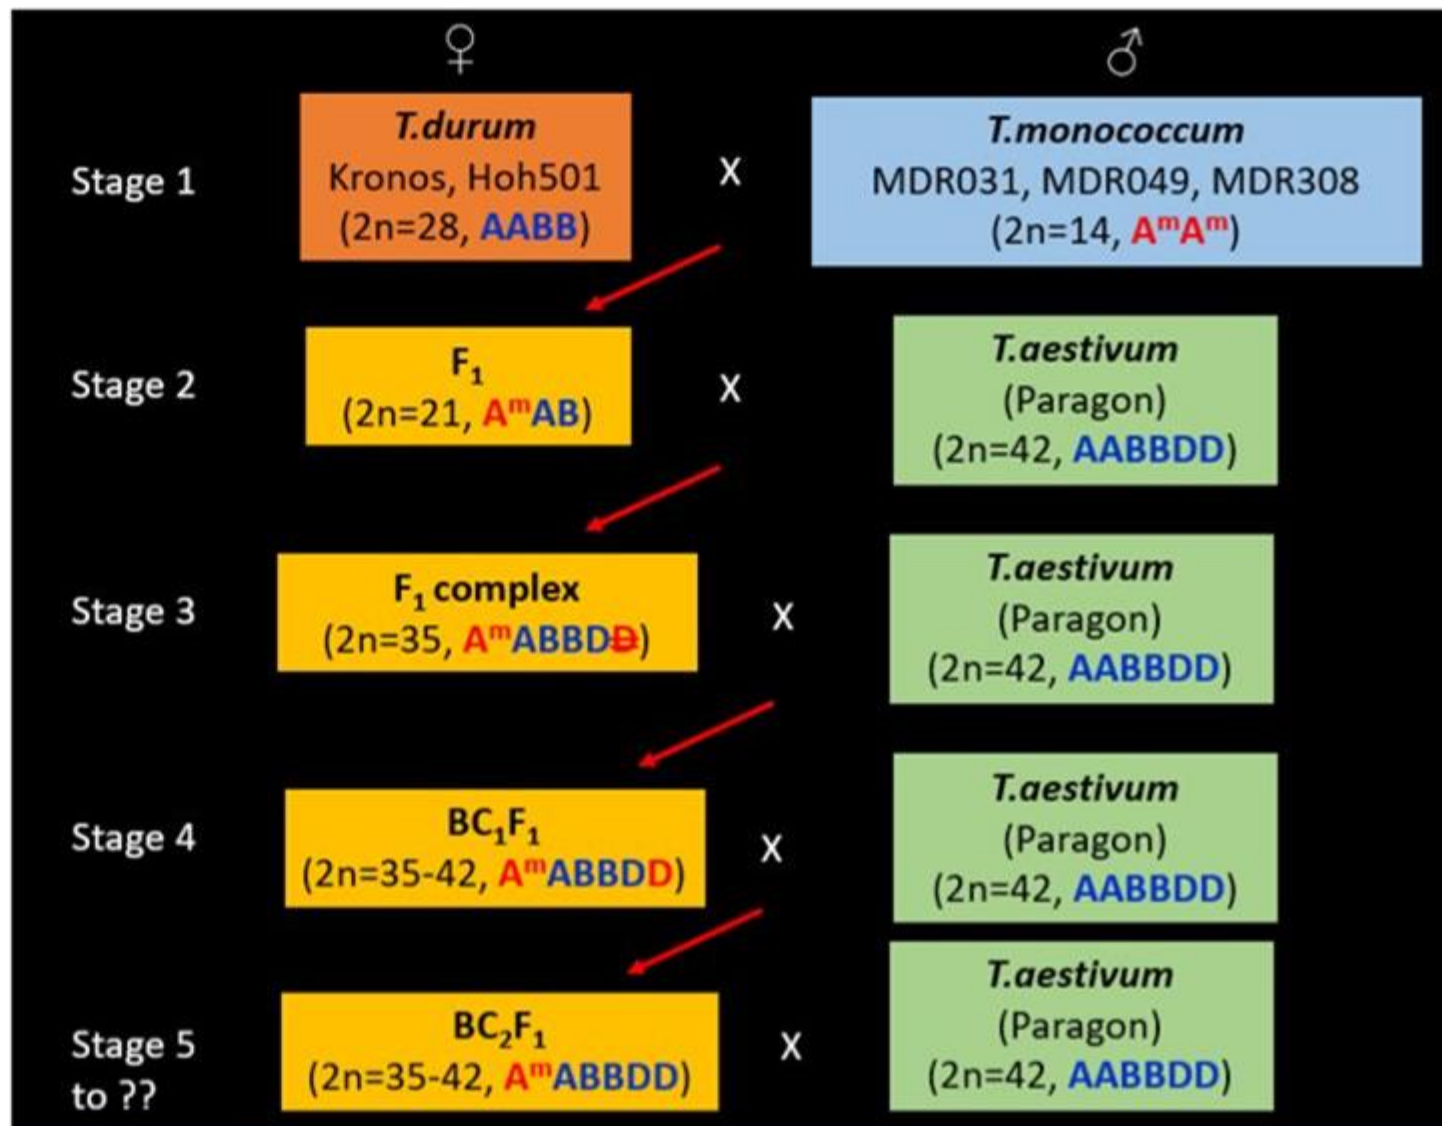 ♀ ♂
Stage 1
T.durum
Kronos, Hoh501
(2n=28, AABB)
X
T.monococcum
MDR031, MDR049, MDR308
(2n=14, AᵐAᵐ)
Stage 2
F₁
(2n=21, AᵐAB)
X
T.aestivum
(Paragon)
(2n=42, AABBDD)
Stage 3
F₁ complex
(2n=35, AᵐABBDD)
X
T.aestivum
(Paragon)
(2n=42, AABBDD)
Stage 4
BC₁F₁
(2n=35-42, AᵐABBDD)
X
T.aestivum
(Paragon)
(2n=42, AABBDD)
Stage 5
to ??
BC₂F₁
(2n=35-42, AᵐABBDD)
X
T.aestivum
(Paragon)
(2n=42, AABBDD)